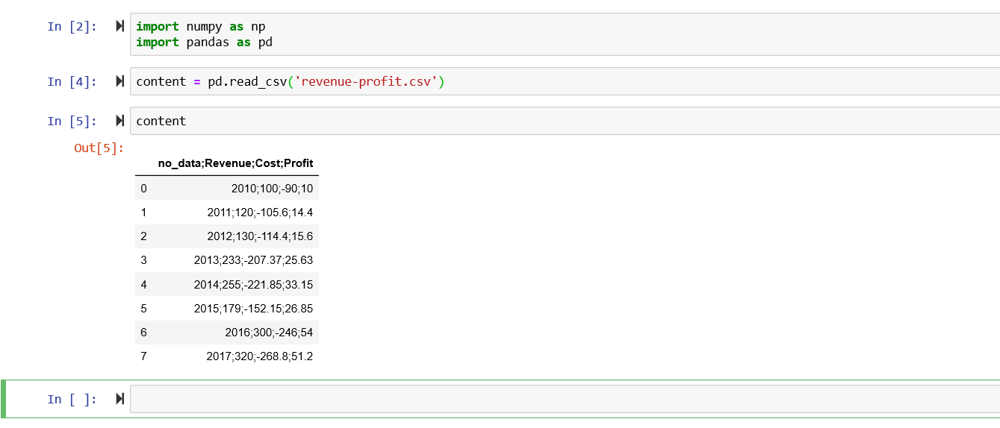 In [2]: import numpy as np
import pandas as pd
In [4]: content = pd.read_csv('revenue-profit.csv')
In [5]: content
Out[5]:
no_data;Revenue;Cost;Profit
0 2010;100;-90;10
1 2011;120;-105.6;14.4
2 2012;130;-114.4;15.6
3 2013;233;-207.37;25.63
4 2014;255;-221.85;33.15
5 2015;179;-152.15;26.85
6 2016;300;-246;54
7 2017;320;-268.8;51.2
In [ ]: